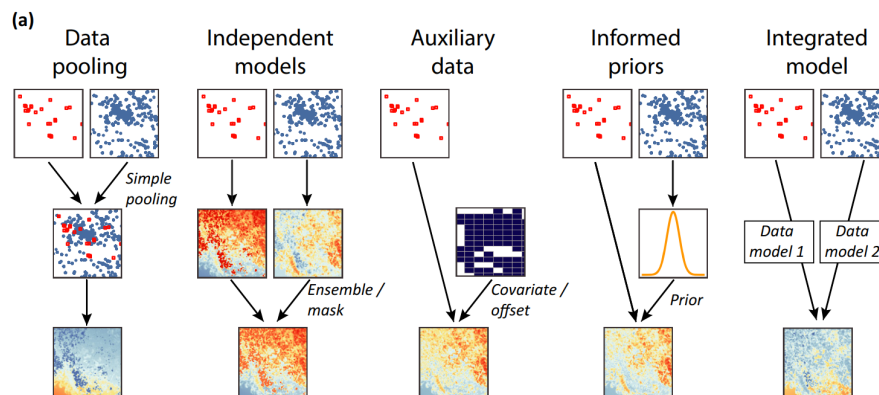 (a)
Data
pooling
Independent
models
Auxiliary
data
Informed
priors
Integrated
model
Simple
pooling
Ensemble /
mask
Covariate /
offset
Prior
Data
model 1
Data
model 2